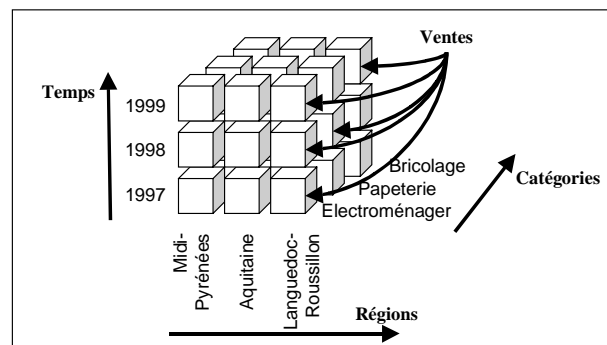 Ventes
Temps
1999
1998
1997
Bricolage
Papeterie
Electroménager
Catégories
Midi-
Pyrénées
Aquitaine
Languedoc-
Roussillon
Régions